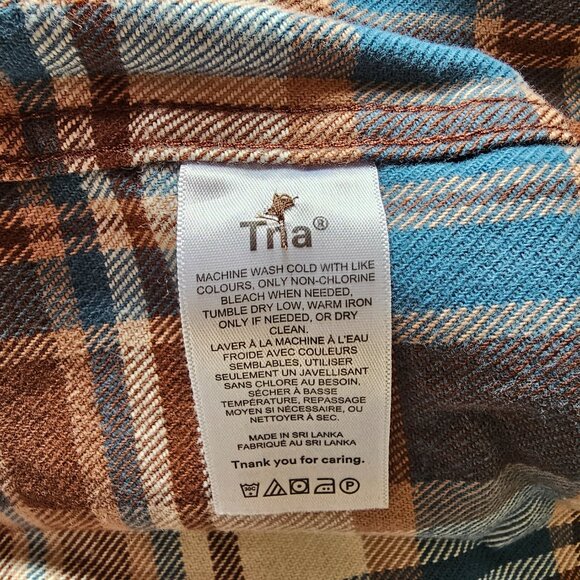 Tna®
MACHINE WASH COLD WITH LIKE
COLOURS, ONLY NON-CHLORINE
BLEACH WHEN NEEDED,
TUMBLE DRY LOW, WARM IRON
ONLY IF NEEDED, OR DRY
CLEAN.
LAVER À LA MACHINE À L'EAU
FROIDE AVEC COULEURS
SEMBLABLES, UTILISER
SEULEMENT UN JAVELLISANT
SANS CHLORE AU BESOIN,
SÉCHER À BASSE
TEMPÉRATURE, REPASSAGE
MOYEN SI NÉCESSAIRE, OU
NETTOYER À SEC.
MADE IN SRI LANKA
FABRIQUÉ AU SRI LANKA
Tnank you for caring.
30C P